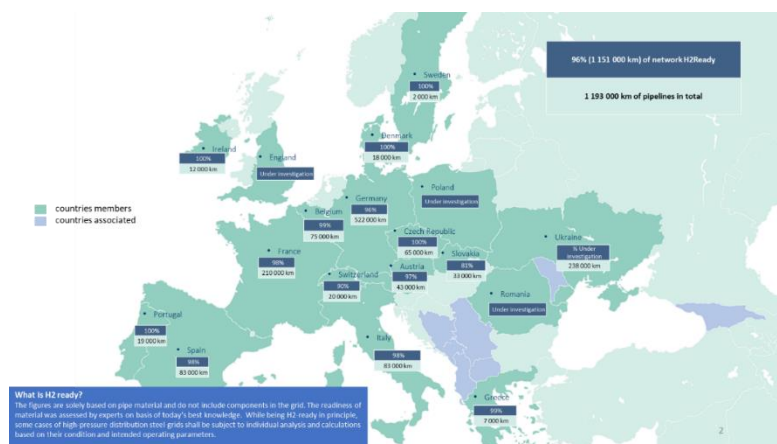 96% (1 151 000 km) of network H2Ready
1 193 000 km of pipelines in total
Sweden
100%
2 000 km
Denmark
100%
18 000 km
Ireland
100%
12 000 km
England
Under investigation
Poland
Under investigation
Germany
96%
522 000 km
Belgium
99%
75 000 km
Czech Republic
100%
65 000 km
Ukraine
% Under
investigation
238 000 km
countries members
countries associated
France
98%
210 000 km
Slovakia
81%
33 000 km
Austria
97%
43 000 km
Switzerland
90%
20 000 km
Romania
Under investigation
Portugal
100%
19 000 km
Spain
98%
83 000 km
Italy
98%
83 000 km
Greece
99%
7 000 km
What is H2 ready?
The figures are solely based on pipe material and do not include components in the grid. The readiness of
material was assessed by experts on basis of today's best knowledge. While being H2-ready in principle,
some cases of high pressure distribution steel grids shall be subject to individual analysis and calculations
based on their condition and intended operating parameters.
2